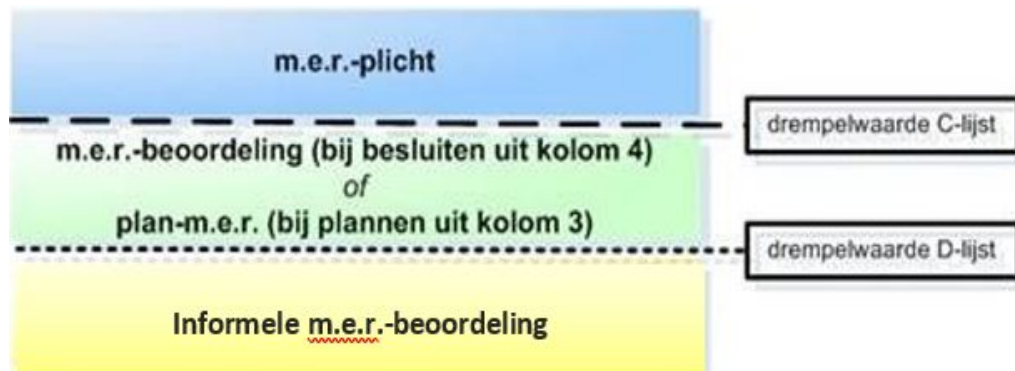 m.e.r.-plicht
drempelwaarde C-lijst
m.e.r.-beoordeling (bij besluiten uit kolom 4)
of
plan-m.e.r. (bij plannen uit kolom 3)
drempelwaarde D-lijst
Informele m.e.r.-beoordeling